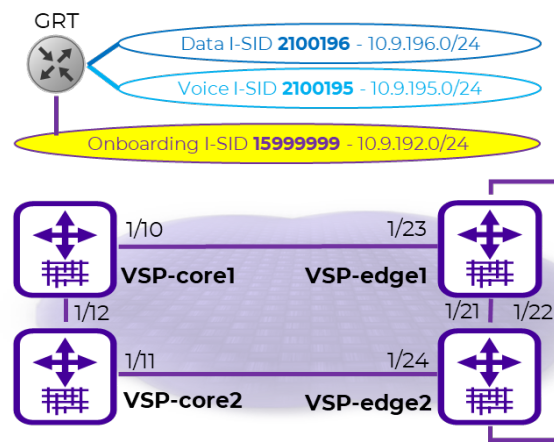 GRT
Data I-SID 2100196 - 10.9.196.0/24
Voice I-SID 2100195 - 10.9.195.0/24
Onboarding I-SID 15999999 - 10.9.192.0/24
1/10
1/23
VSP-core1
VSP-edge1
1/12
1/21
1/22
1/11
1/24
VSP-core2
VSP-edge2